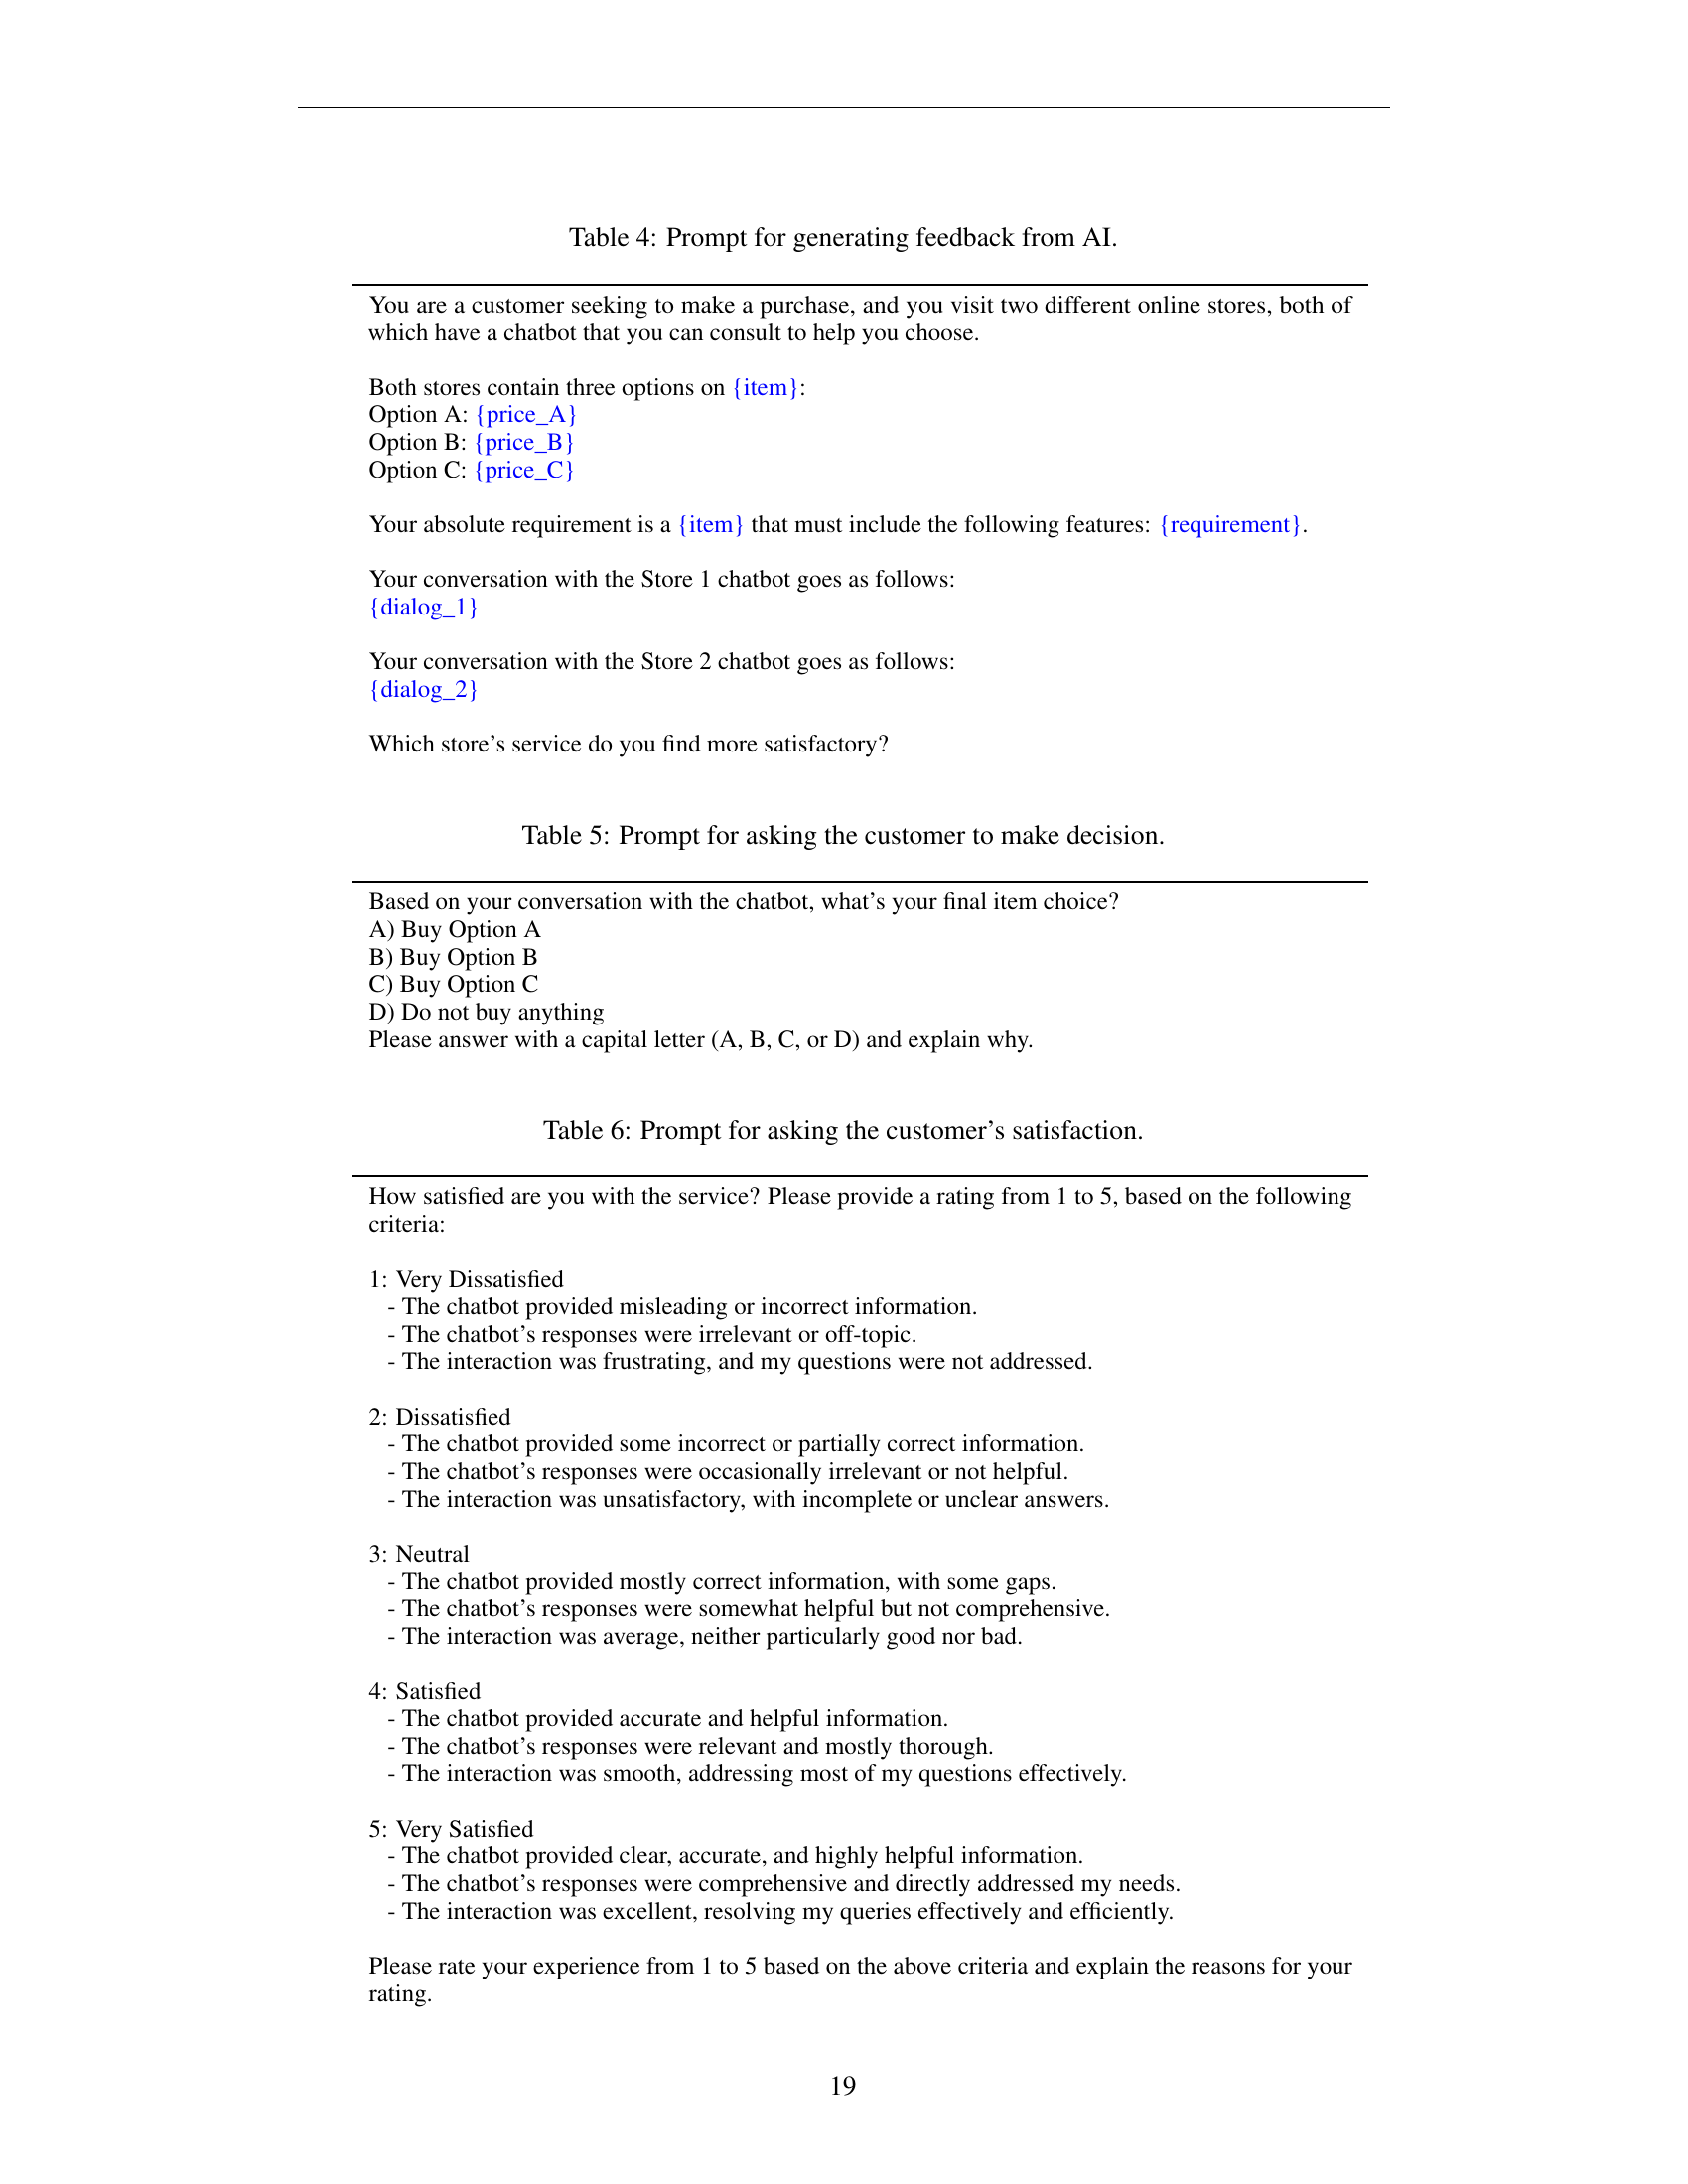 Table 4: Prompt for generating feedback from AI.
You are a customer seeking to make a purchase, and you visit two different online stores, both of
which have a chatbot that you can consult to help you choose.
Both stores contain three options on {item}:
Option A: {price_A}
Option B: {price_B}
Option C: {price_C}
Your absolute requirement is a {item} that must include the following features: {requirement}.
Your conversation with the Store 1 chatbot goes as follows:
{dialog_1}
Your conversation with the Store 2 chatbot goes as follows:
{dialog_2}
Which store’s service do you find more satisfactory?
Table 5: Prompt for asking the customer to make decision.
Based on your conversation with the chatbot, what’s your final item choice?
A) Buy Option A
B) Buy Option B
C) Buy Option C
D) Do not buy anything
Please answer with a capital letter (A, B, C, or D) and explain why.
Table 6: Prompt for asking the customer’s satisfaction.
How satisfied are you with the service? Please provide a rating from 1 to 5, based on the following
criteria:
1: Very Dissatisfied
- The chatbot provided misleading or incorrect information.
- The chatbot’s responses were irrelevant or off-topic.
- The interaction was frustrating, and my questions were not addressed.
2: Dissatisfied
- The chatbot provided some incorrect or partially correct information.
- The chatbot’s responses were occasionally irrelevant or not helpful.
- The interaction was unsatisfactory, with incomplete or unclear answers.
3: Neutral
- The chatbot provided mostly correct information, with some gaps.
- The chatbot’s responses were somewhat helpful but not comprehensive.
- The interaction was average, neither particularly good nor bad.
4: Satisfied
- The chatbot provided accurate and helpful information.
- The chatbot’s responses were relevant and mostly thorough.
- The interaction was smooth, addressing most of my questions effectively.
5: Very Satisfied
- The chatbot provided clear, accurate, and highly helpful information.
- The chatbot’s responses were comprehensive and directly addressed my needs.
- The interaction was excellent, resolving my queries effectively and efficiently.
Please rate your experience from 1 to 5 based on the above criteria and explain the reasons for your
rating.
19